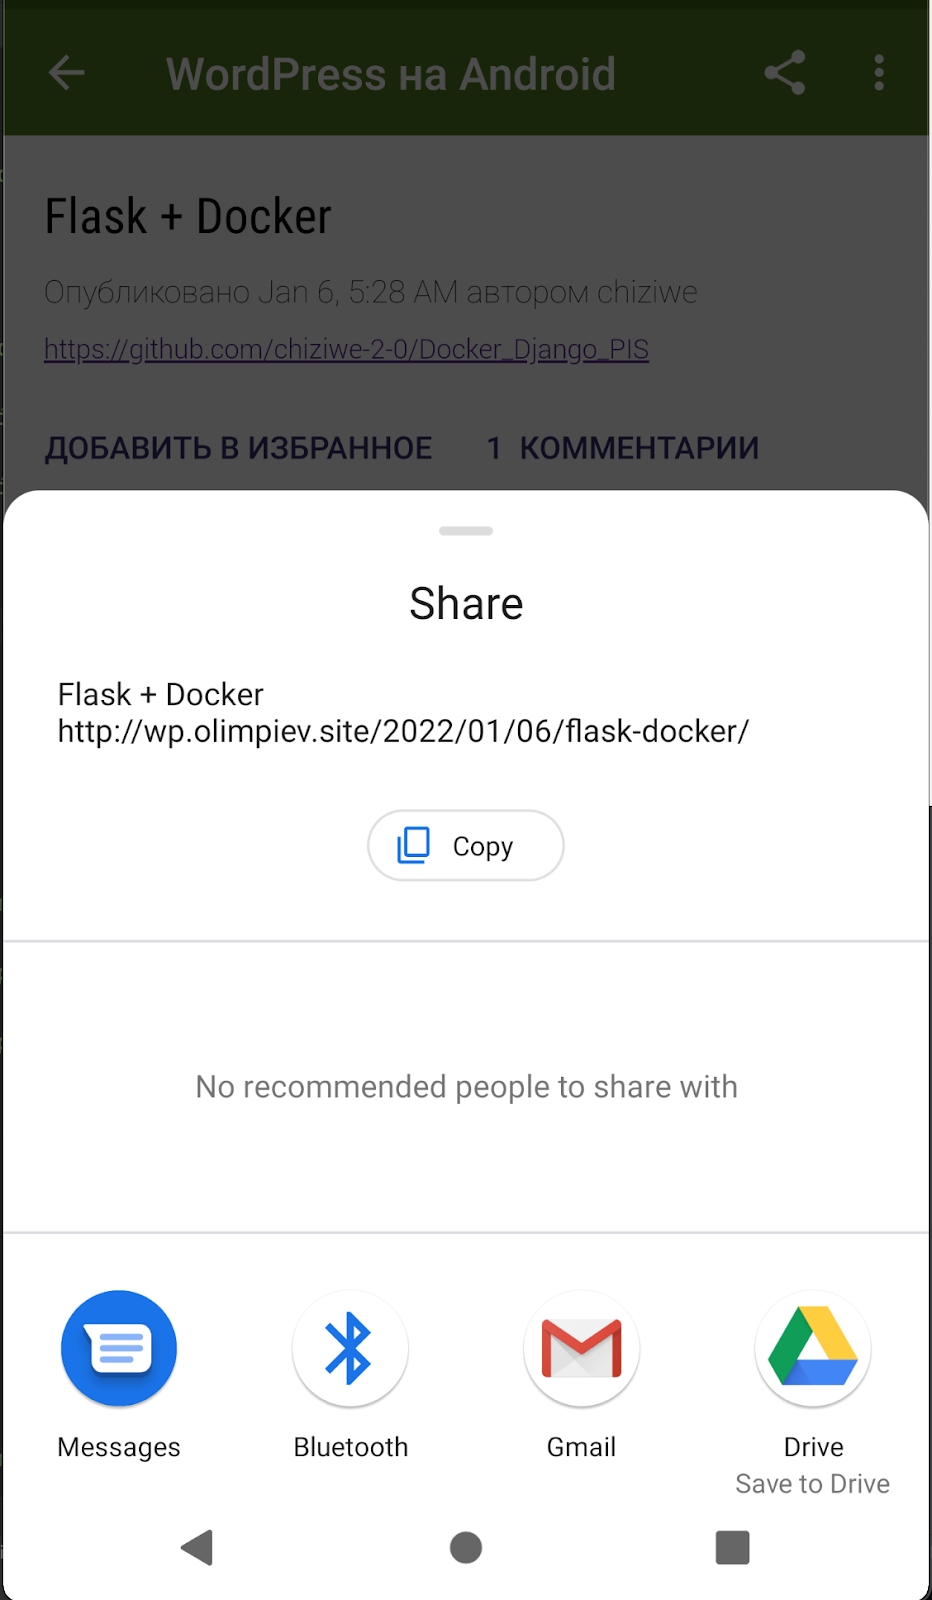 WordPress на Android
Flask + Docker
Опубликовано Jan 6, 5:28 AM автором chiziwe
https://github.com/chiziwe-2-0/Docker_Django_PIS
ДОБАВИТЬ В ИЗБРАННОЕ 1 КОММЕНТАРИИ
Share
Flask + Docker
http://wp.olimpiev.site/2022/01/06/flask-docker/
Copy
No recommended people to share with
Messages Bluetooth Gmail Drive
Save to Drive